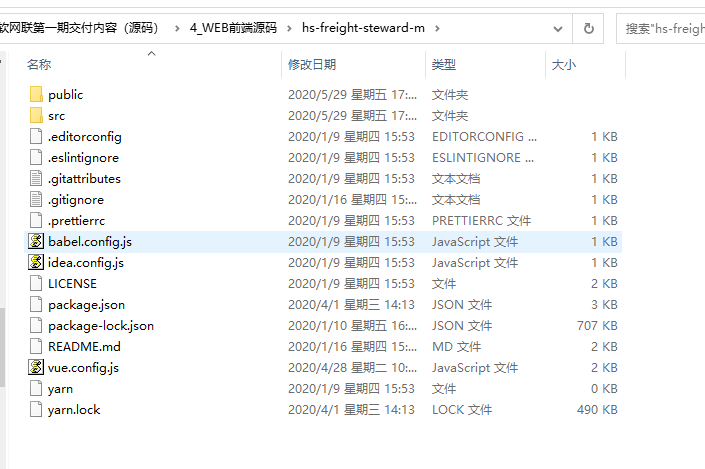 软网联第一期交付内容（源码） › 4_WEB前端源码 › hs-freight-steward-m › 搜索"hs-freigh
名称 修改日期 类型 大小
public 2020/5/29 星期五 17:... 文件夹
src 2020/5/29 星期五 17:... 文件夹
.editorconfig 2020/1/9 星期四 15:53 EDITORCONFIG ... 1 KB
.eslintignore 2020/1/9 星期四 15:53 ESLINTIGNORE ... 1 KB
.gitattributes 2020/1/9 星期四 15:53 文本文档 1 KB
.gitignore 2020/1/16 星期四 15:... 文本文档 1 KB
.prettierrc 2020/1/9 星期四 15:53 PRETTIERRC 文件 1 KB
babel.config.js 2020/1/9 星期四 15:53 JavaScript 文件 1 KB
idea.config.js 2020/1/9 星期四 15:53 JavaScript 文件 1 KB
LICENSE 2020/1/9 星期四 15:53 文件 2 KB
package.json 2020/4/1 星期三 14:13 JSON 文件 3 KB
package-lock.json 2020/1/10 星期五 16:... JSON 文件 707 KB
README.md 2020/1/16 星期四 15:... MD 文件 2 KB
vue.config.js 2020/4/28 星期二 10:... JavaScript 文件 2 KB
yarn 2020/1/9 星期四 15:53 文件 0 KB
yarn.lock 2020/4/1 星期三 14:13 LOCK 文件 490 KB